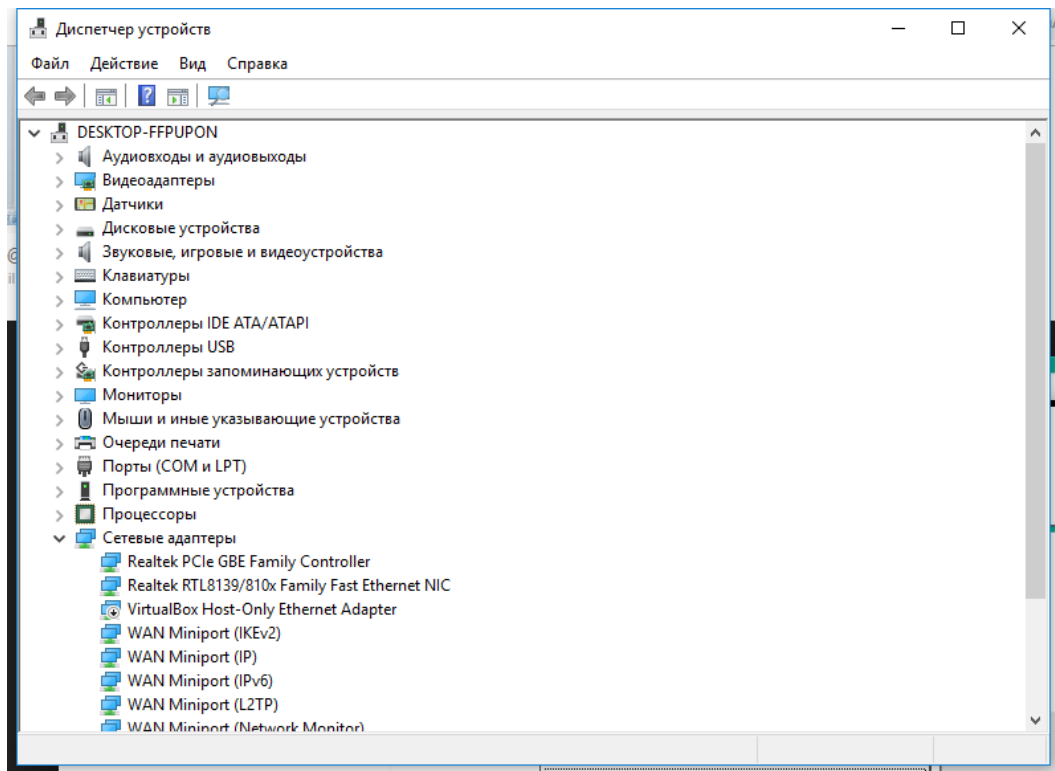 Диспетчер устройств
Файл Действие Вид Справка
DESKTOP-FFPUPON
Аудиовходы и аудиовыходы
Видеоадаптеры
Датчики
Дисковые устройства
Звуковые, игровые и видеоустройства
Клавиатуры
Компьютер
Контроллеры IDE ATA/ATAPI
Контроллеры USB
Контроллеры запоминающих устройств
Мониторы
Мыши и иные указывающие устройства
Очереди печати
Порты (COM и LPT)
Программные устройства
Процессоры
Сетевые адаптеры
Realtek PCIe GBE Family Controller
Realtek RTL8139/810x Family Fast Ethernet NIC
VirtualBox Host-Only Ethernet Adapter
WAN Miniport (IKEv2)
WAN Miniport (IP)
WAN Miniport (IPv6)
WAN Miniport (L2TP)
WAN Miniport (Network Monitor)